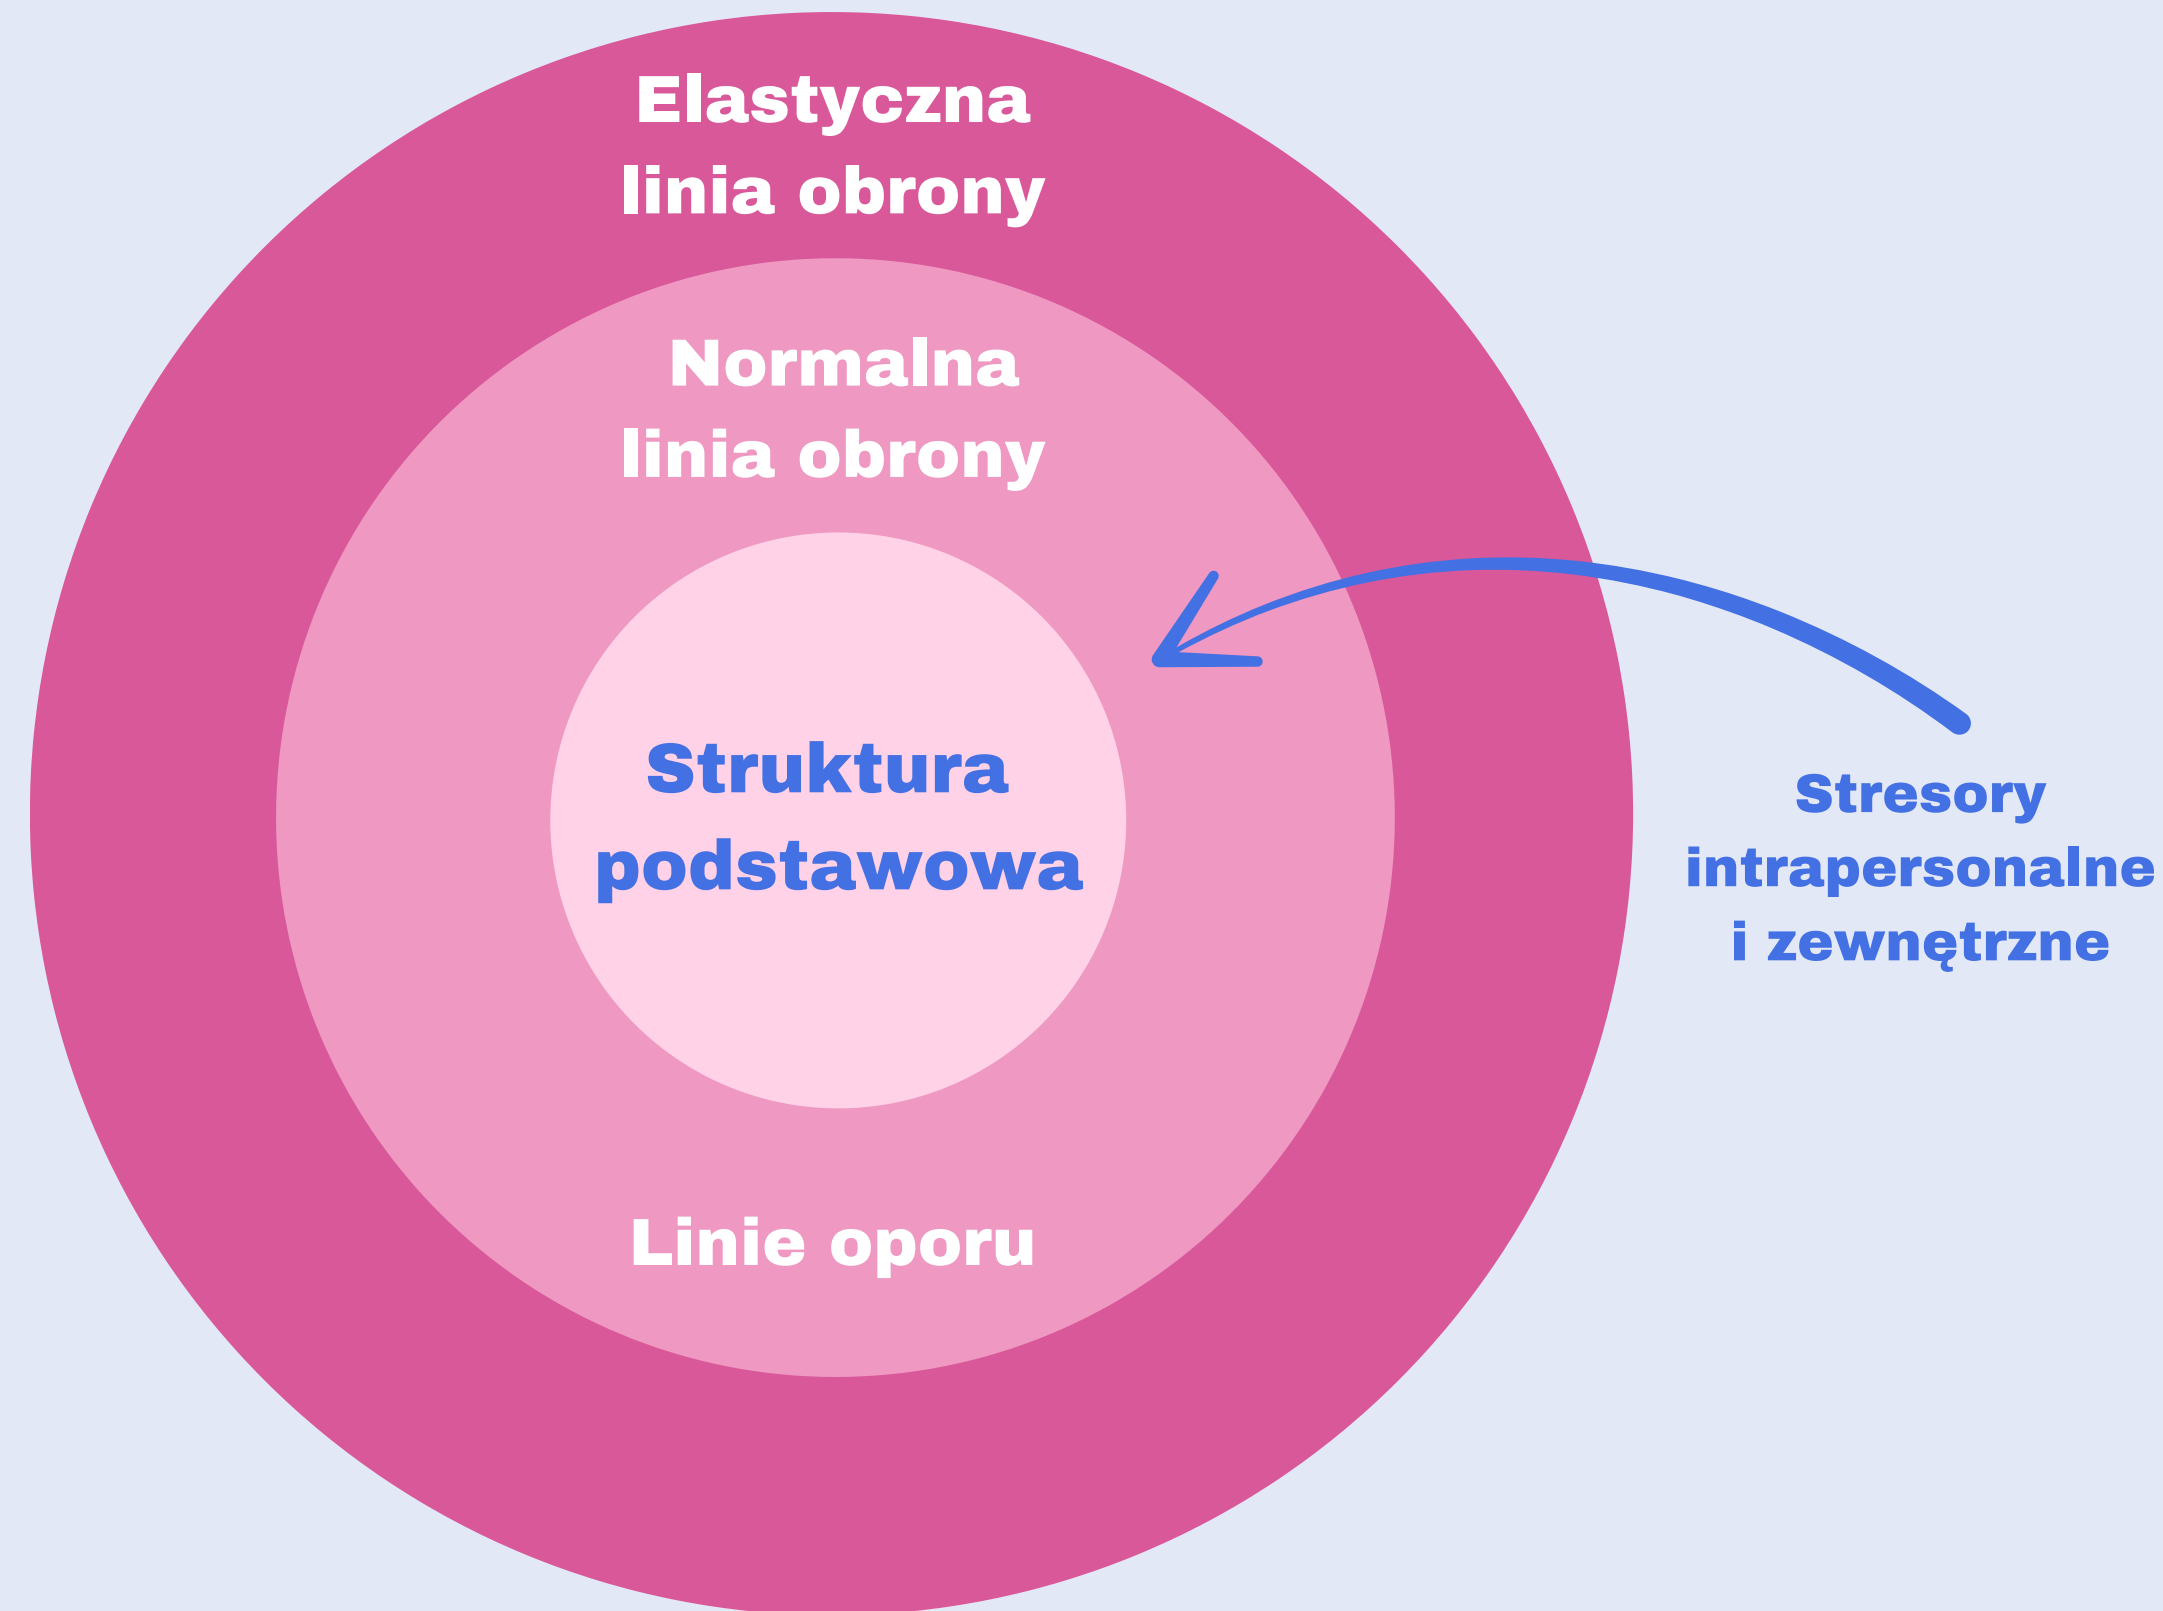 Elastyczna
linia obrony
Normalna
linia obrony
Struktura
podstawowa
Stresory
intrapersonalne
i zewnętrzne
Linie oporu